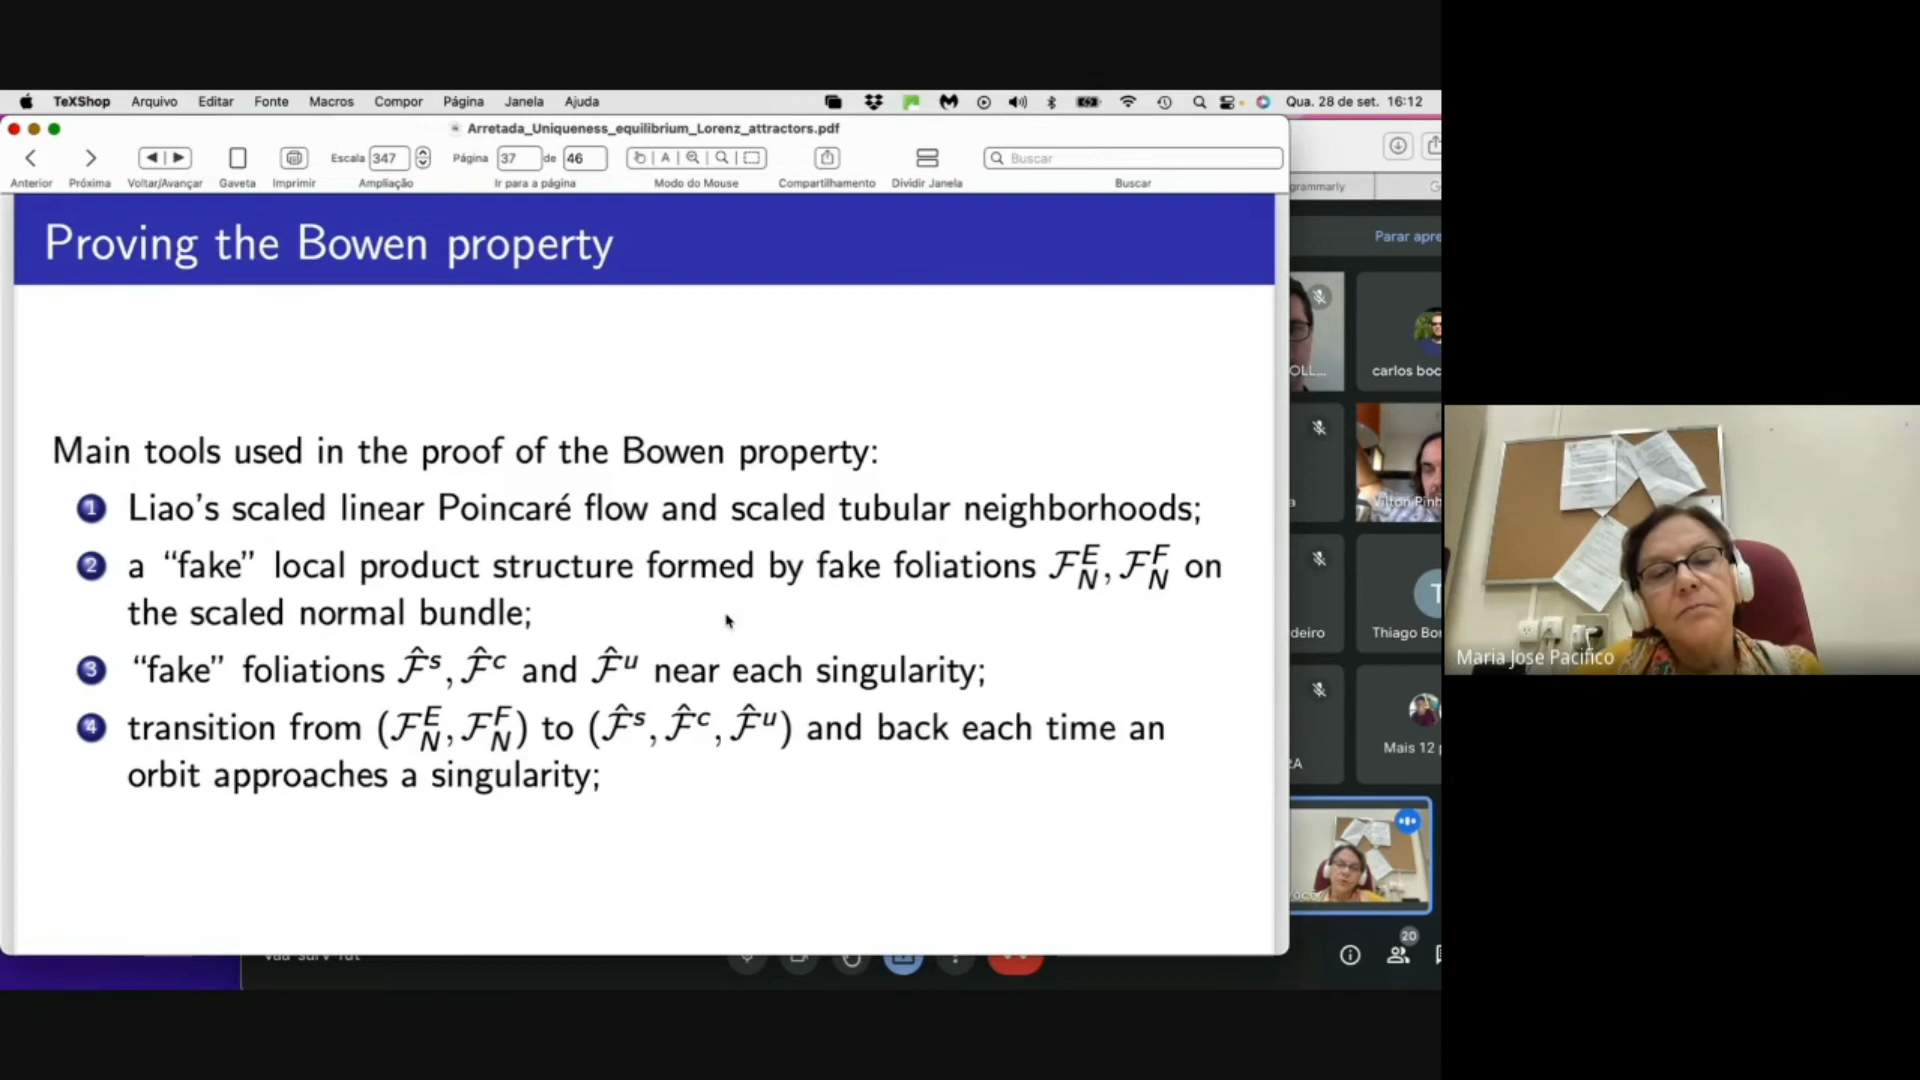 TeXShop Arquivo Editar Fonte Macros Compor Página Janela Ajuda Qua. 28 de set. 16:12
Arretada_Uniqueness_equilibrium_Lorenz_attractors.pdf
Escala 347 Página 37 de 46 Buscar
Anterior Próxima Voltar/Avançar Gaveta Imprimir Ampliação Ir para a página Modo do Mouse Compartilhamento Dividir Janela Buscar
grammarly
Parar apre
Proving the Bowen property
Main tools used in the proof of the Bowen property:
1 Liao's scaled linear Poincaré flow and scaled tubular neighborhoods;
2 a “fake” local product structure formed by fake foliations $\mathcal{F}_N^E, \mathcal{F}_N^F$ on
the scaled normal bundle;
3 “fake” foliations $\hat{\mathcal{F}}^s, \hat{\mathcal{F}}^c$ and $\hat{\mathcal{F}}^u$ near each singularity;
4 transition from $(\mathcal{F}_N^E, \mathcal{F}_N^F)$ to $(\hat{\mathcal{F}}^s, \hat{\mathcal{F}}^c, \hat{\mathcal{F}}^u)$ and back each time an
orbit approaches a singularity;
OLL...
carlos boc
deiro
Thiago Bor
Mais 12
20
Maria Jose Pacifico